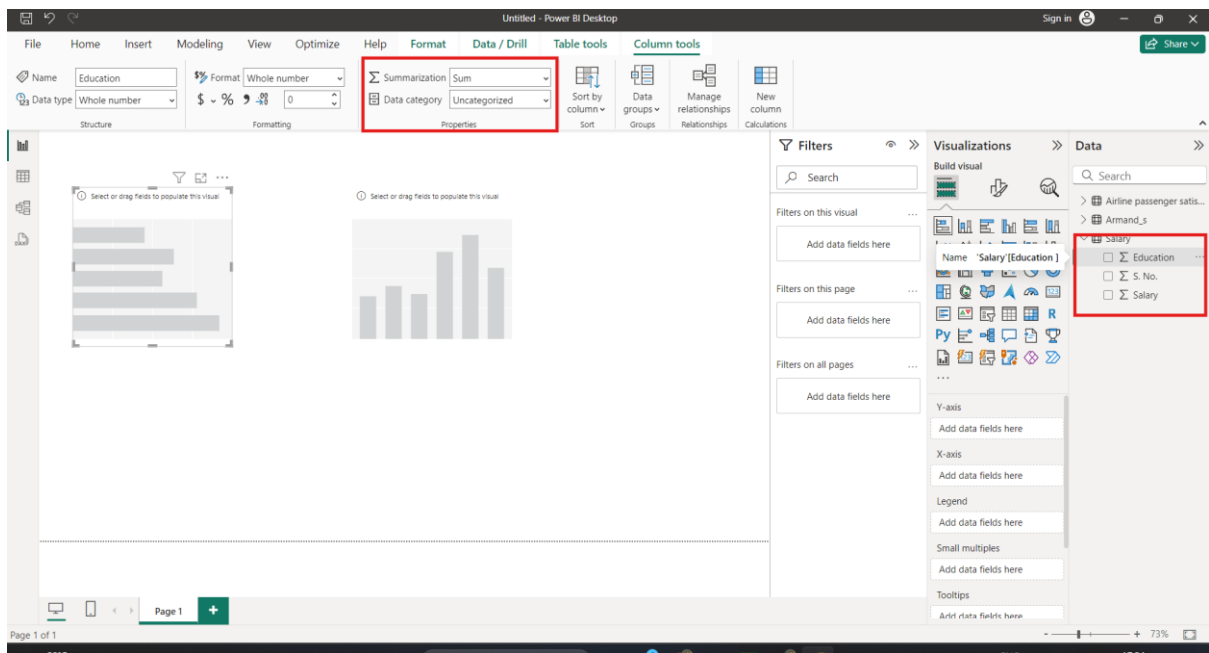 Untitled - Power BI Desktop
Sign in
File Home Insert Modeling View Optimize Help Format Data / Drill Table tools Column tools
Share
Name Education
$% Format Whole number
Σ Summarization Sum
Data type Whole number
$ % 9 .00 0
Data category Uncategorized
Sort by column
Data groups
Manage relationships
New column
Structure
Formatting
Properties
Sort
Groups
Relationships
Calculations
Select or drag fields to populate this visual
Select or drag fields to populate this visual
Filters
Search
Filters on this visual ...
Add data fields here
Filters on this page ...
Add data fields here
Filters on all pages ...
Add data fields here
Visualizations
Build visual
Name 'Salary'[Education ]
123
R
Py
...
Y-axis
Add data fields here
X-axis
Add data fields here
Legend
Add data fields here
Small multiples
Add data fields here
Tooltips
Add data fields here
Data
Search
Airline passenger satis...
Armand_s
Salary
Σ Education ...
Σ S. No.
Σ Salary
Page 1
Page 1 of 1
- + 73%